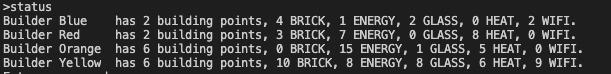 >status
Builder Blue has 2 building points, 4 BRICK, 1 ENERGY, 2 GLASS, 0 HEAT, 2 WIFI.
Builder Red has 2 building points, 3 BRICK, 7 ENERGY, 0 GLASS, 8 HEAT, 0 WIFI.
Builder Orange has 6 building points, 0 BRICK, 15 ENERGY, 1 GLASS, 5 HEAT, 0 WIFI.
Builder Yellow has 6 building points, 10 BRICK, 8 ENERGY, 8 GLASS, 6 HEAT, 9 WIFI.